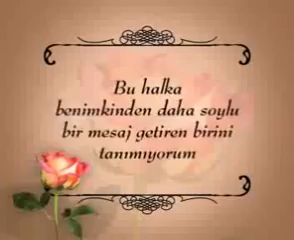 Bu halka
benimkinden daha soylu
bir mesaj getiren birini
tanımıyorum